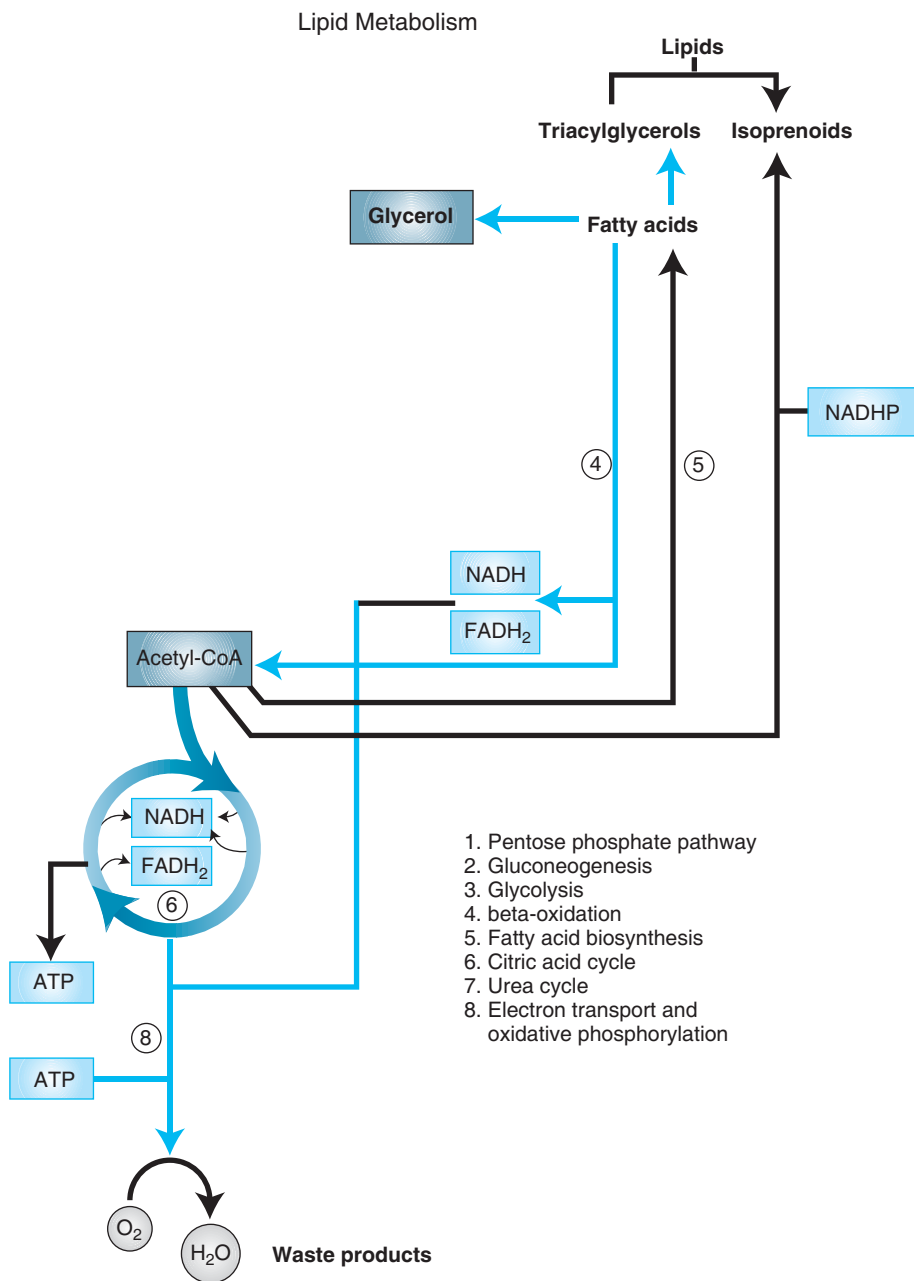 Lipid Metabolism
Lipids
Triacylglycerols
Isoprenoids
Glycerol
Fatty acids
NADHP
4
5
NADH
FADH₂
Acetyl-CoA
NADH
FADH₂
6
ATP
1. Pentose phosphate pathway
2. Gluconeogenesis
3. Glycolysis
4. beta-oxidation
5. Fatty acid biosynthesis
6. Citric acid cycle
7. Urea cycle
8. Electron transport and
oxidative phosphorylation
8
ATP
O₂
H₂O
Waste products